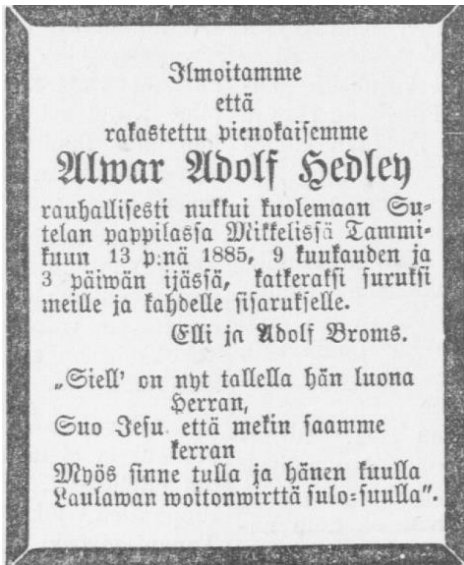 Ilmoitamme
että
rakastettu pienokaisemme
Alwar Adolf Hedley
rauhallisesti nukkui kuolemaan Su-
telan pappilassa Mikkelissä Tammi-
kuun 13 p:nä 1885, 9 kuukauden ja
3 päiwän ijässä, katkeraksi suruksi
meille ja kahdelle sisarukselle.
Elli ja Adolf Broms.
„Siell' on nyt tallella hän luona
Herran,
Suo Jesu että mekin saamme
kerran
Myös sinne tulla ja hänen kuulla
Laulawan woitonwirttä sulo-suulla".